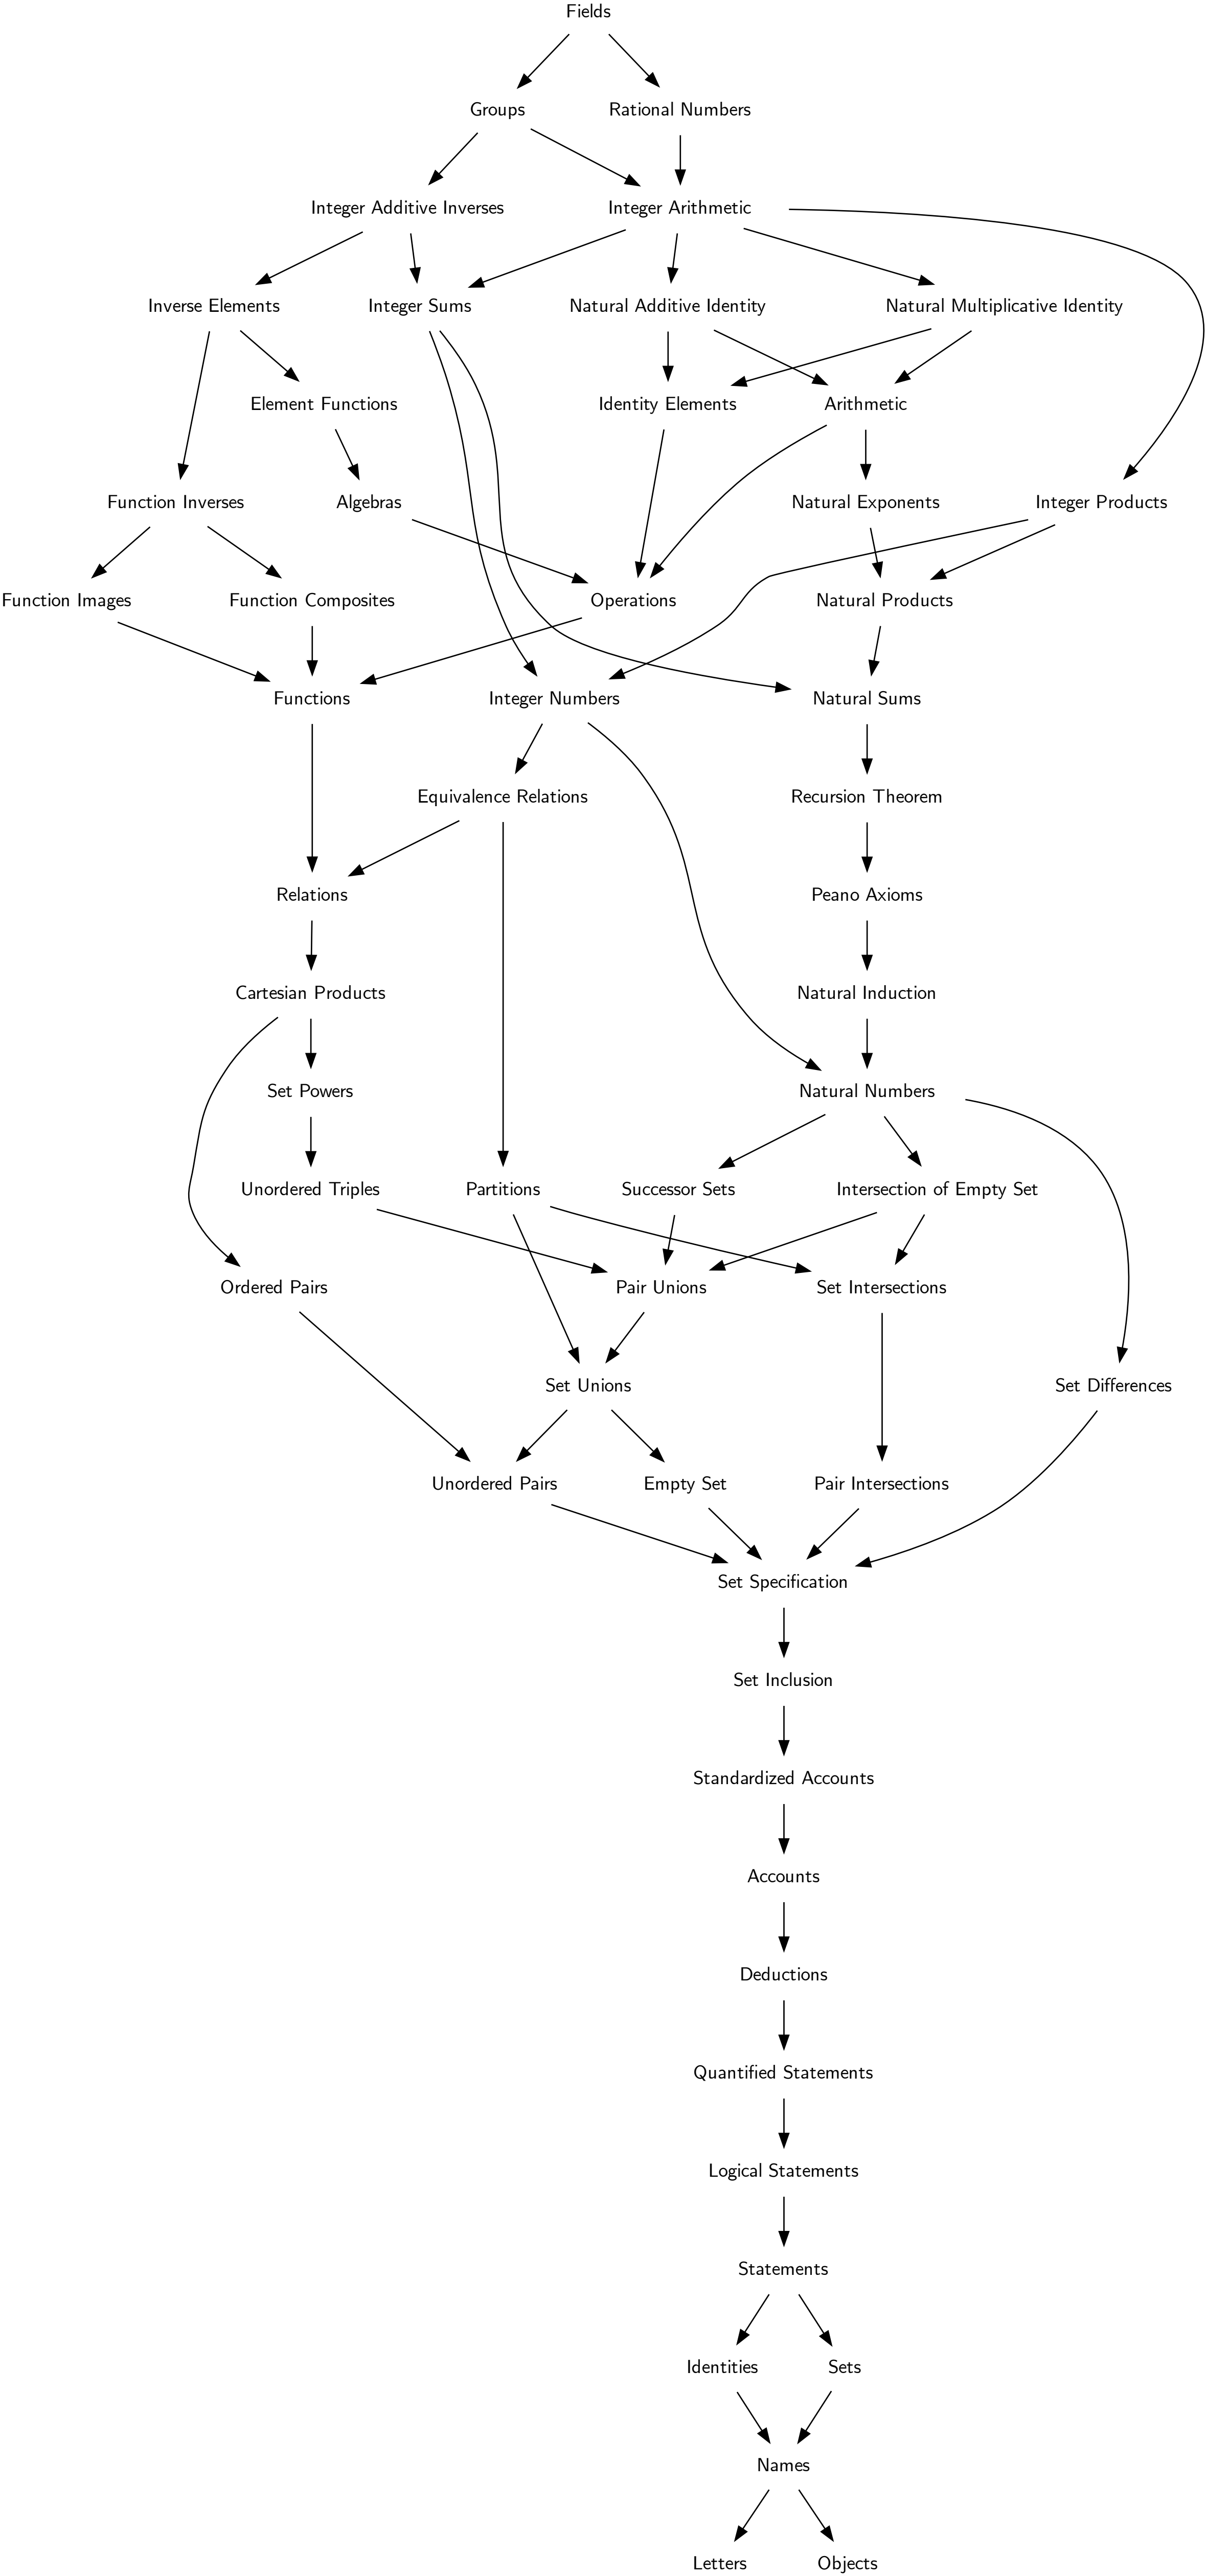 Fields
Groups
Rational Numbers
Integer Additive Inverses
Integer Arithmetic
Inverse Elements
Integer Sums
Natural Additive Identity
Natural Multiplicative Identity
Element Functions
Identity Elements
Arithmetic
Function Inverses
Algebras
Natural Exponents
Integer Products
Function Images
Function Composites
Operations
Natural Products
Functions
Integer Numbers
Natural Sums
Equivalence Relations
Recursion Theorem
Relations
Peano Axioms
Cartesian Products
Natural Induction
Set Powers
Natural Numbers
Unordered Triples
Partitions
Successor Sets
Intersection of Empty Set
Ordered Pairs
Pair Unions
Set Intersections
Set Unions
Set Differences
Unordered Pairs
Empty Set
Pair Intersections
Set Specification
Set Inclusion
Standardized Accounts
Accounts
Deductions
Quantified Statements
Logical Statements
Statements
Identities
Sets
Names
Letters
Objects